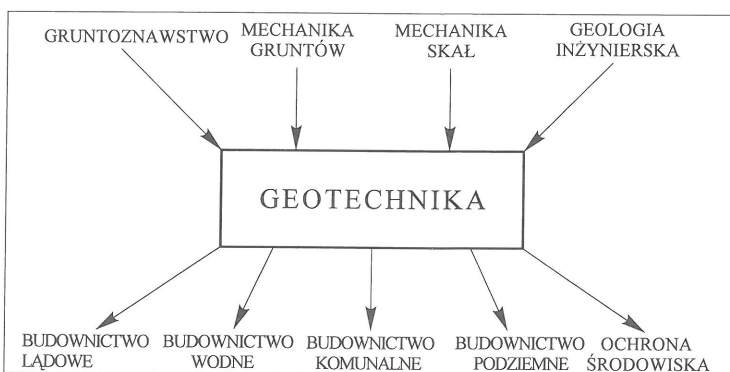 GRUNTOZNAWSTWO
MECHANIKA
GRUNTÓW
MECHANIKA
SKAŁ
GEOLOGIA
INŻYNIERSKA
GEOTECHNIKA
BUDOWNICTWO
LĄDOWE
BUDOWNICTWO
WODNE
BUDOWNICTWO
KOMUNALNE
BUDOWNICTWO
PODZIEMNE
OCHRONA
ŚRODOWISKA